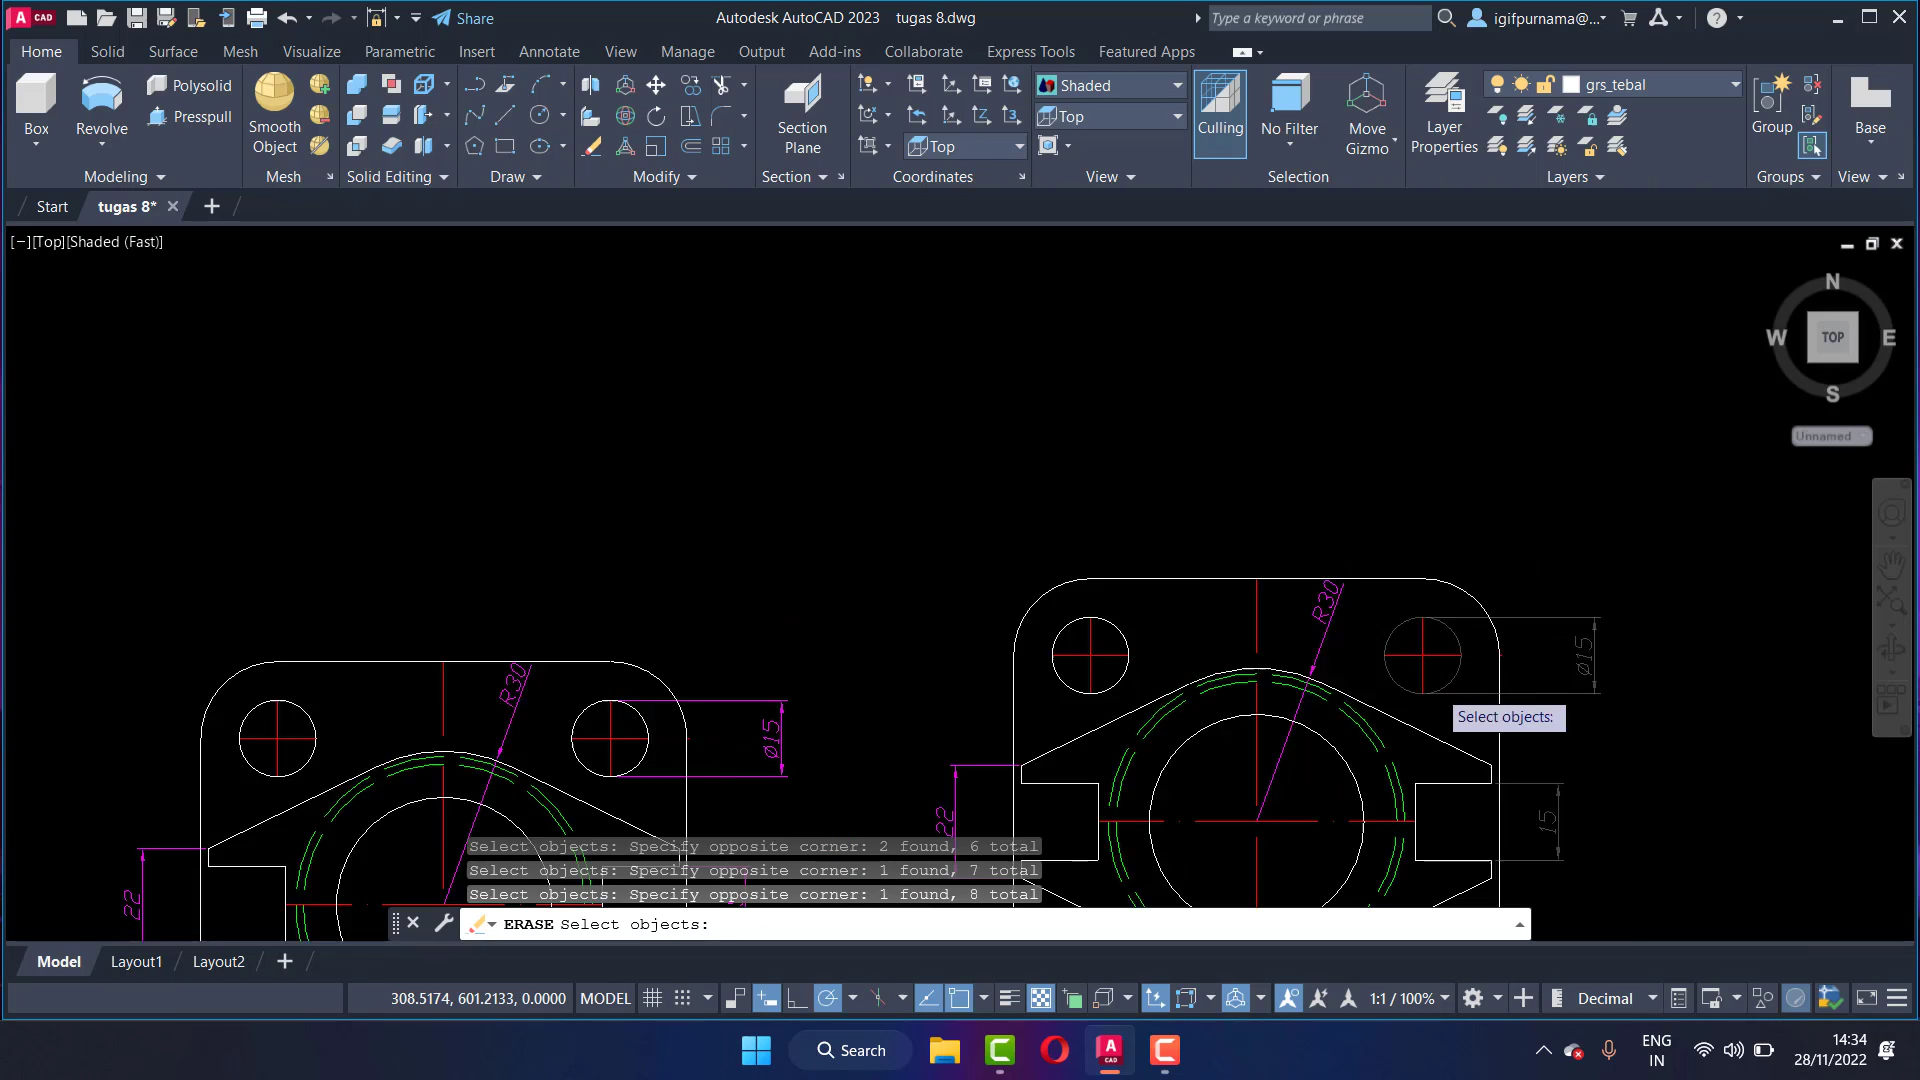 A CAD
Share
Autodesk AutoCAD 2023 tugas 8.dwg
Type a keyword or phrase
igifpurnama@...
Home Solid Surface Mesh Visualize Parametric Insert Annotate View Manage Output Add-ins Collaborate Express Tools Featured Apps
Box
Revolve
Polysolid
Presspull
Smooth
Object
Section
Plane
Shaded
Top
Top
Culling
No Filter
Move
Gizmo
Layer
Properties
grs_tebal
Group
Base
Modeling
Mesh
Solid Editing
Draw
Modify
Section
Coordinates
View
Selection
Layers
Groups
View
Start
tugas 8*
[−][Top][Shaded (Fast)]
N
W
TOP
E
S
Unnamed
R30
ø15
22
R30
ø15
22
15
Select objects:
Select objects: Specify opposite corner: 2 found, 6 total
Select objects: Specify opposite corner: 1 found, 7 total
Select objects: Specify opposite corner: 1 found, 8 total
ERASE Select objects:
Model
Layout1
Layout2
308.5174, 601.2133, 0.0000
MODEL
1:1 / 100%
Decimal
Search
A CAD
ENG
IN
14:34
28/11/2022